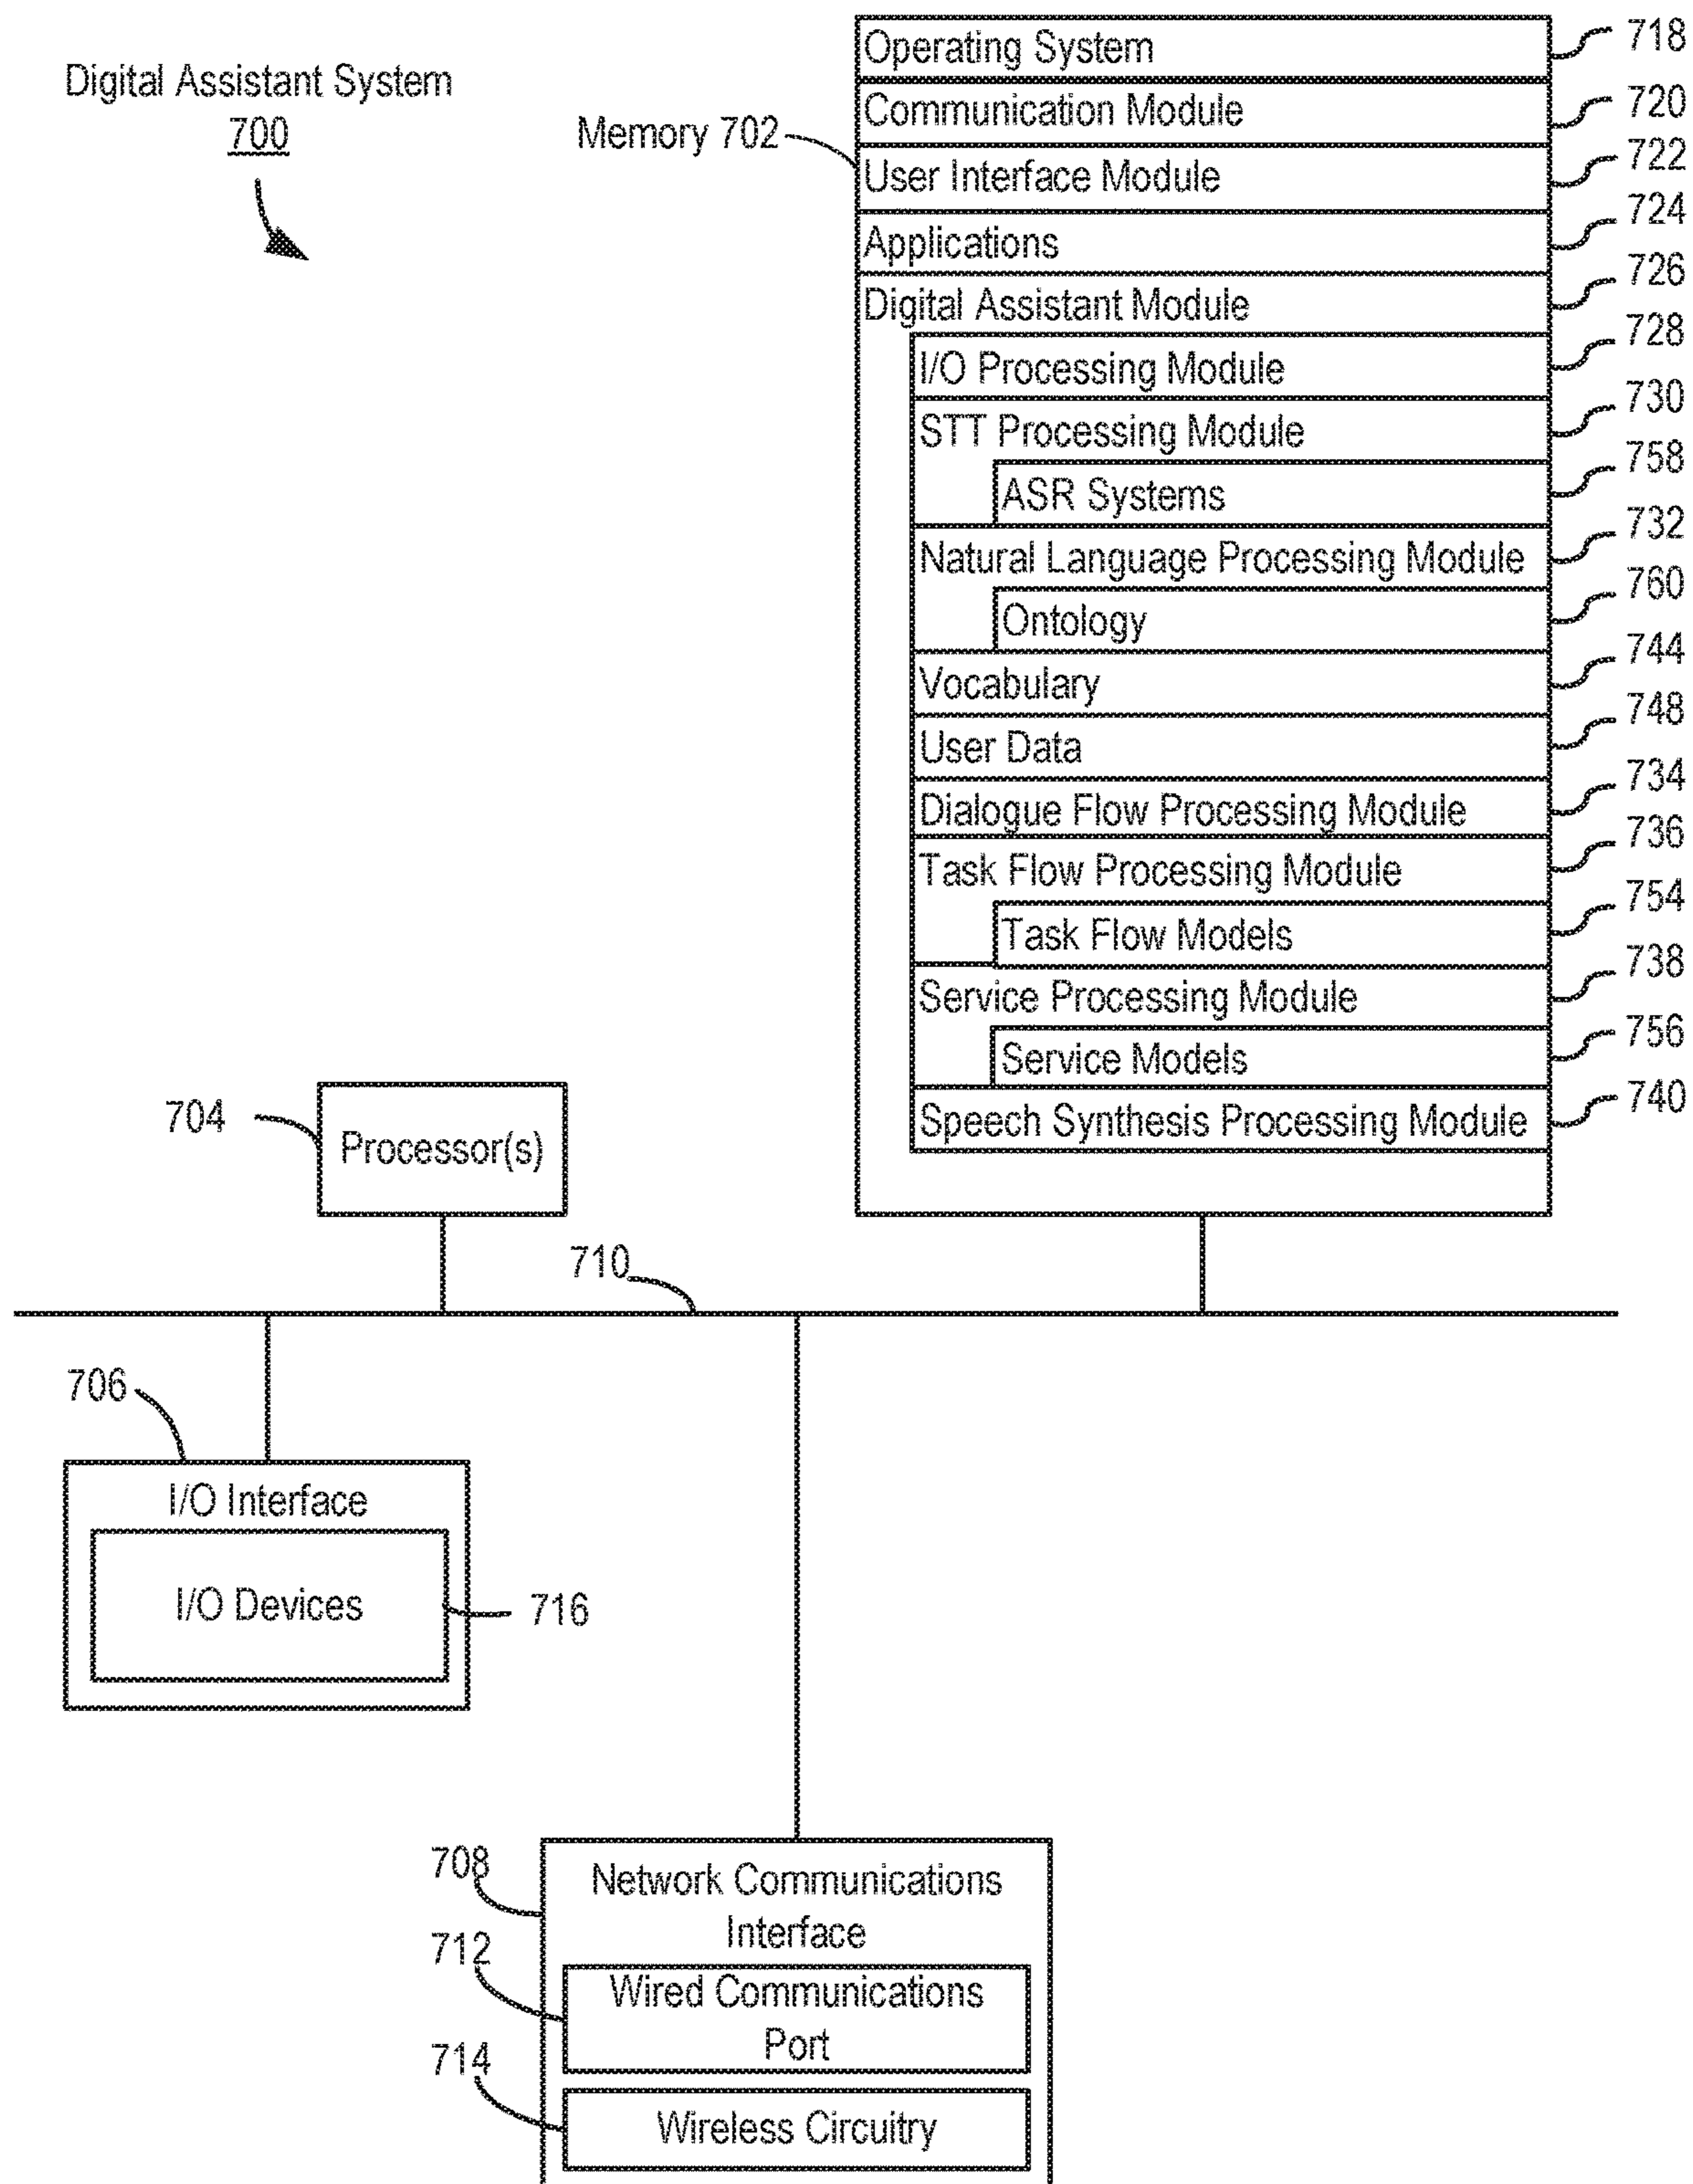 Digital Assistant System
700
Memory 702
Operating System 718
Communication Module 720
User Interface Module 722
Applications 724
Digital Assistant Module 726
I/O Processing Module 728
STT Processing Module 730
ASR Systems 758
Natural Language Processing Module 732
Ontology 760
Vocabulary 744
User Data 748
Dialogue Flow Processing Module 734
Task Flow Processing Module 736
Task Flow Models 754
Service Processing Module 738
Service Models 756
Speech Synthesis Processing Module 740
704
Processor(s)
710
706
I/O Interface
I/O Devices
716
708
Network Communications
Interface
712
Wired Communications
Port
714
Wireless Circuitry